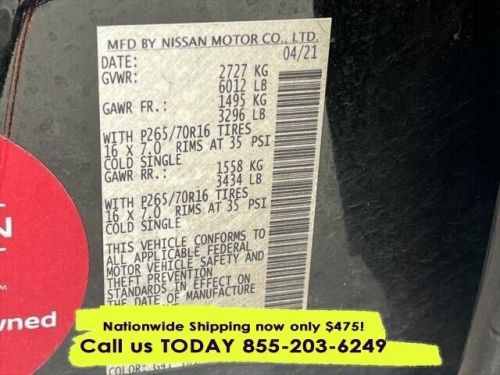 MFD BY NISSAN MOTOR CO., LTD.
DATE: 04/21
GVWR: 2727 KG
6012 LB
GAWR FR.: 1495 KG
3296 LB
WITH P265/70R16 TIRES
16 X 7.0 RIMS AT 35 PSI
COLD SINGLE
GAWR RR.: 1558 KG
3434 LB
WITH P265/70R16 TIRES
16 X 7.0 RIMS AT 35 PSI
COLD SINGLE
THIS VEHICLE CONFORMS TO
ALL APPLICABLE FEDERAL
MOTOR VEHICLE SAFETY AND
THEFT PREVENTION
STANDARDS IN EFFECT ON
THE DATE OF MANUFACTURE
N
TM
wned
Nationwide Shipping now only $475!
Call us TODAY 855-203-6249
COLOR: G41